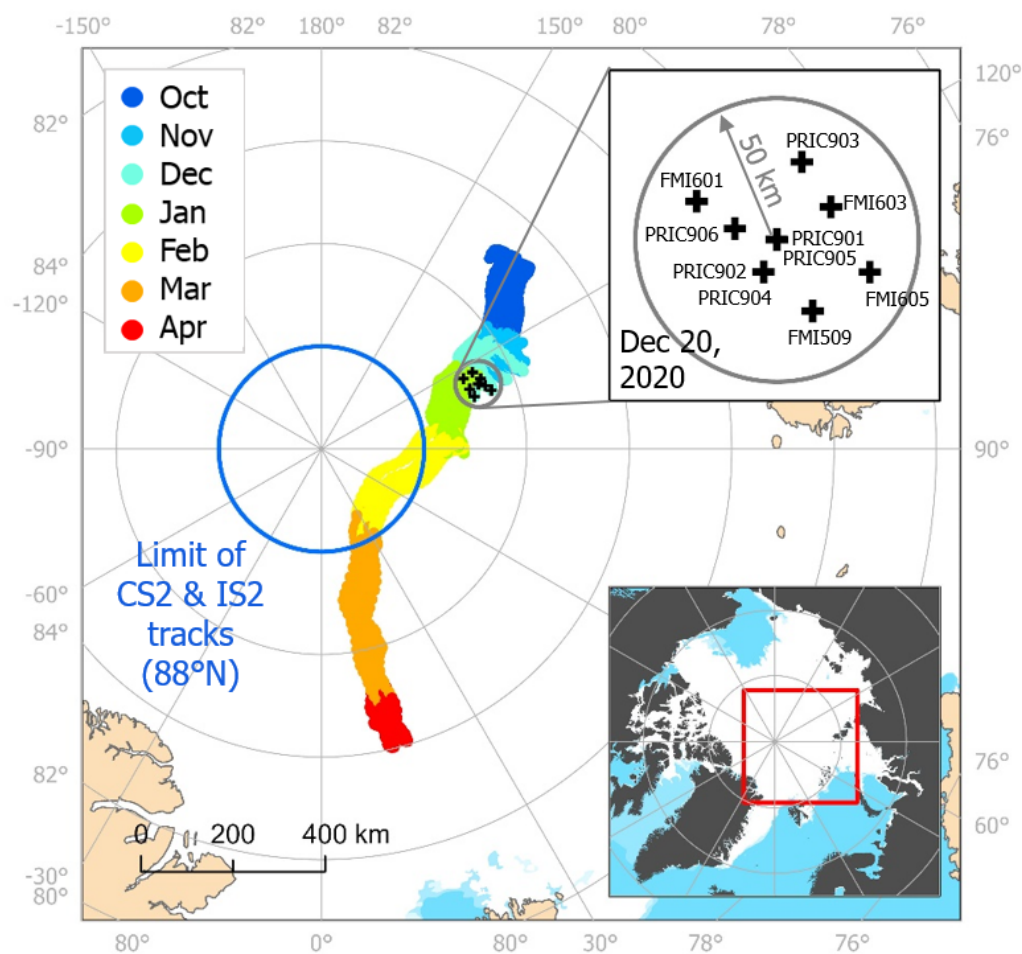 -150°
82°
180°
82°
150°
80°
78°
76°
120°
76°
90°
76°
60°
82°
84°
-120°
-90°
-60°
84°
82°
-30°
80°
80°
0°
80°
30°
78°
76°
Oct
Nov
Dec
Jan
Feb
Mar
Apr
50 km
PRIC903
FMI601
FMI603
PRIC906
PRIC901
PRIC905
PRIC902
PRIC904
FMI605
FMI509
Dec 20,
2020
Limit of
CS2 & IS2
tracks
(88°N)
0 200 400 km